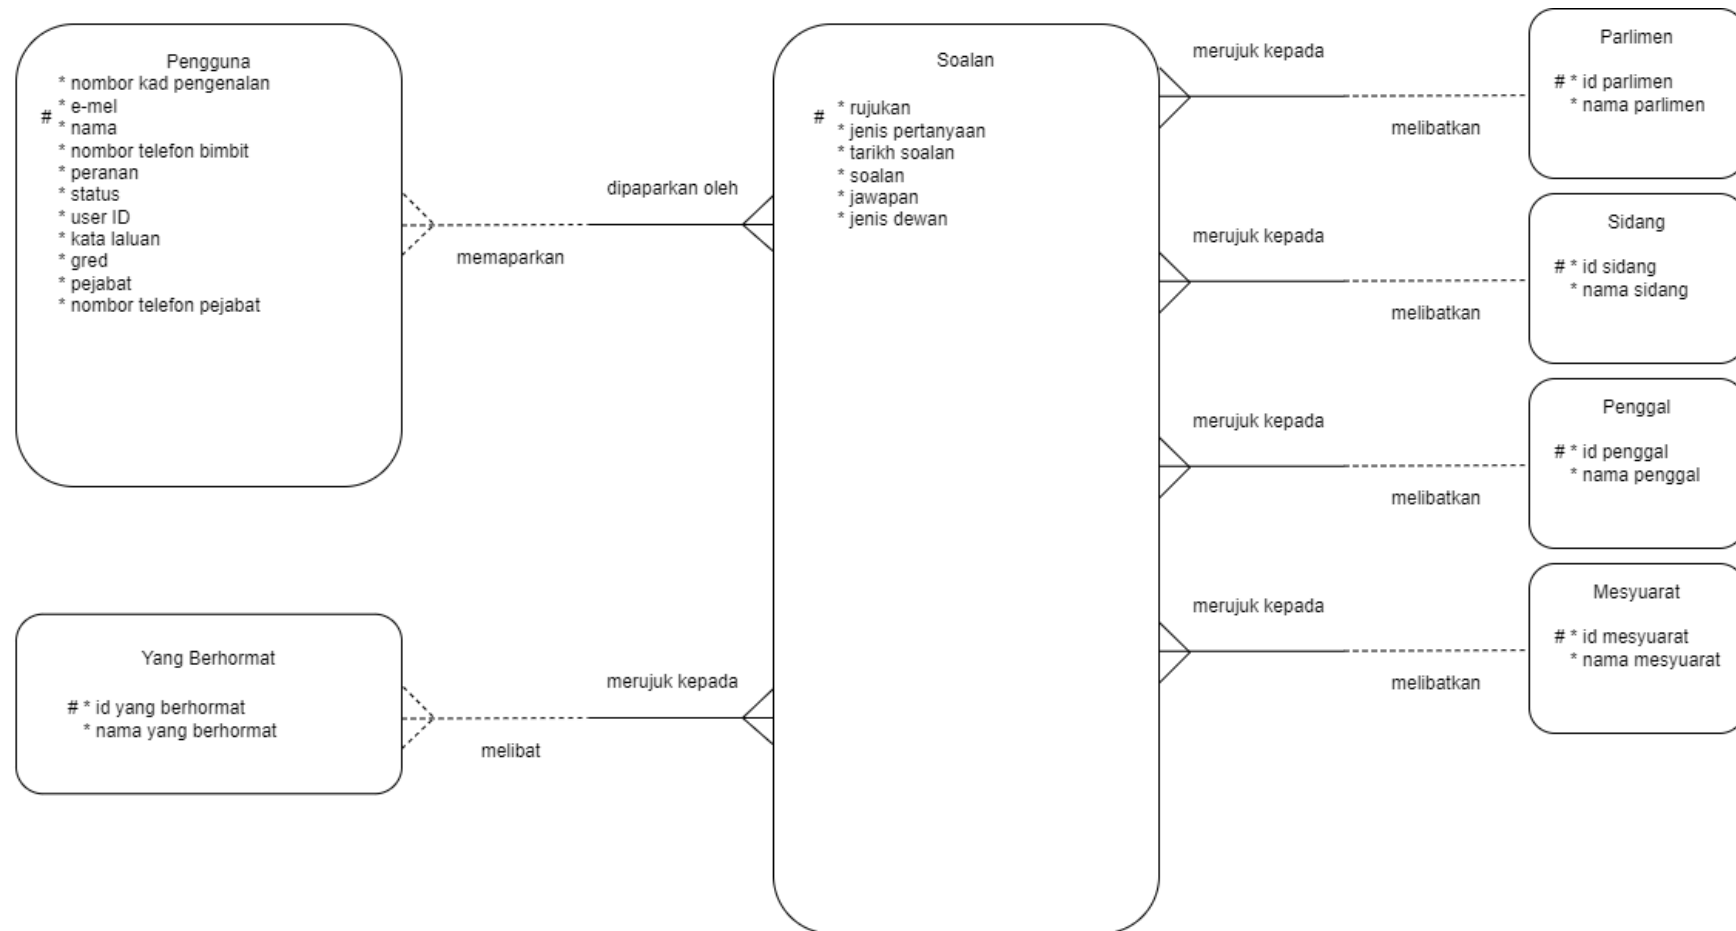 Pengguna
* nombor kad pengenalan
* e-mel
#
* nama
* nombor telefon bimbit
* peranan
* status
* user ID
* kata laluan
* gred
* pejabat
* nombor telefon pejabat
dipaparkan oleh
memaparkan
Yang Berhormat
# * id yang berhormat
* nama yang berhormat
merujuk kepada
melibat
Soalan
* rujukan
#
* jenis pertanyaan
* tarikh soalan
* soalan
* jawapan
* jenis dewan
merujuk kepada
melibatkan
Parlimen
# * id parlimen
* nama parlimen
merujuk kepada
melibatkan
Sidang
# * id sidang
* nama sidang
merujuk kepada
melibatkan
Penggal
# * id penggal
* nama penggal
merujuk kepada
melibatkan
Mesyuarat
# * id mesyuarat
* nama mesyuarat